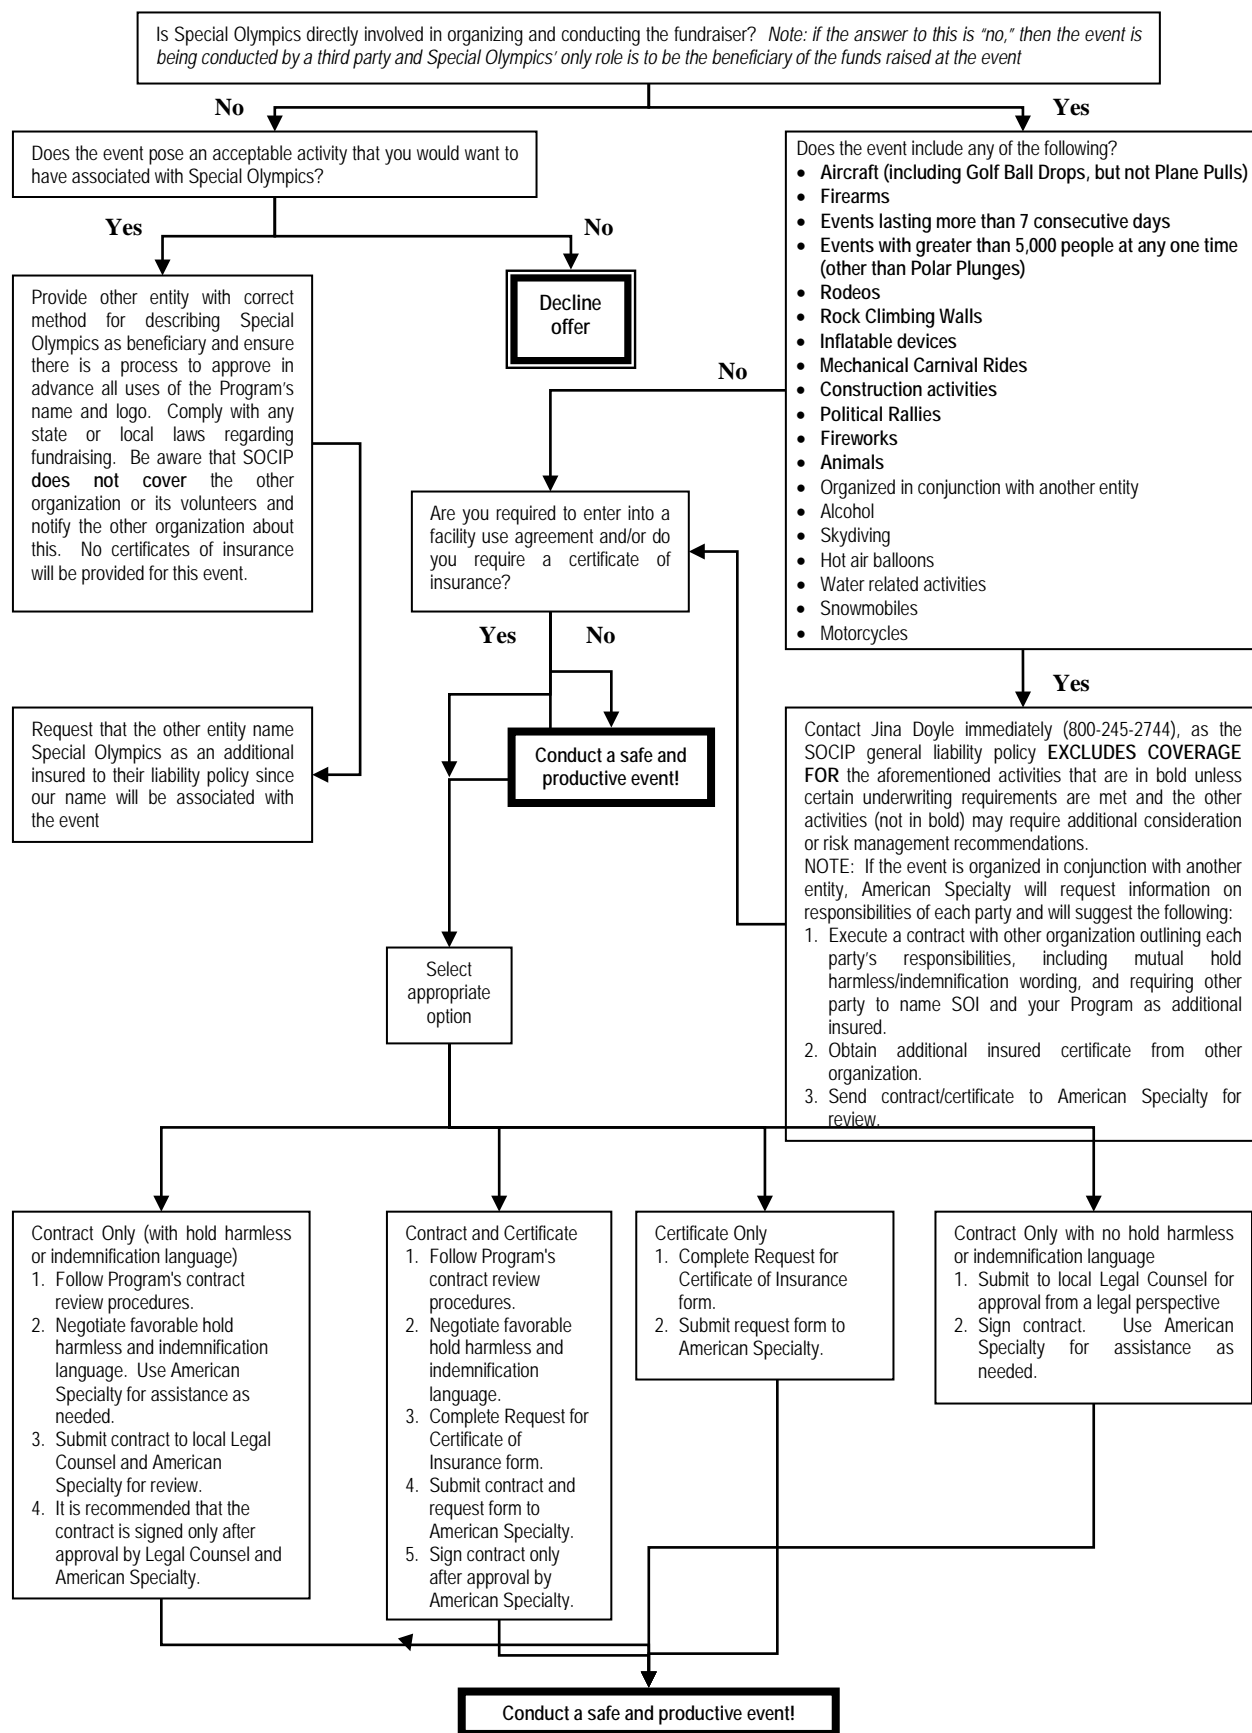 Is Special Olympics directly involved in organizing and conducting the fundraiser? Note: if the answer to this is “no,” then the event is
being conducted by a third party and Special Olympics’ only role is to be the beneficiary of the funds raised at the event
No
Yes
Does the event pose an acceptable activity that you would want to
have associated with Special Olympics?
Yes
No
Decline
offer
Provide other entity with correct
method for describing Special
Olympics as beneficiary and ensure
there is a process to approve in
advance all uses of the Program’s
name and logo. Comply with any
state or local laws regarding
fundraising. Be aware that SOCIP
does not cover the other
organization or its volunteers and
notify the other organization about
this. No certificates of insurance
will be provided for this event.
Request that the other entity name
Special Olympics as an additional
insured to their liability policy since
our name will be associated with
the event
Does the event include any of the following?
• Aircraft (including Golf Ball Drops, but not Plane Pulls)
• Firearms
• Events lasting more than 7 consecutive days
• Events with greater than 5,000 people at any one time
(other than Polar Plunges)
• Rodeos
• Rock Climbing Walls
• Inflatable devices
• Mechanical Carnival Rides
• Construction activities
• Political Rallies
• Fireworks
• Animals
• Organized in conjunction with another entity
• Alcohol
• Skydiving
• Hot air balloons
• Water related activities
• Snowmobiles
• Motorcycles
No
Yes
Are you required to enter into a
facility use agreement and/or do
you require a certificate of
insurance?
Yes
No
Conduct a safe and
productive event!
Contact Jina Doyle immediately (800-245-2744), as the
SOCIP general liability policy EXCLUDES COVERAGE
FOR the aforementioned activities that are in bold unless
certain underwriting requirements are met and the other
activities (not in bold) may require additional consideration
or risk management recommendations.
NOTE: If the event is organized in conjunction with another
entity, American Specialty will request information on
responsibilities of each party and will suggest the following:
1. Execute a contract with other organization outlining each
party’s responsibilities, including mutual hold
harmless/indemnification wording, and requiring other
party to name SOI and your Program as additional
insured.
2. Obtain additional insured certificate from other
organization.
3. Send contract/certificate to American Specialty for
review.
Select
appropriate
option
Contract Only (with hold harmless
or indemnification language)
1. Follow Program's contract
review procedures.
2. Negotiate favorable hold
harmless and indemnification
language. Use American
Specialty for assistance as
needed.
3. Submit contract to local Legal
Counsel and American
Specialty for review.
4. It is recommended that the
contract is signed only after
approval by Legal Counsel and
American Specialty.
Contract and Certificate
1. Follow Program's
contract review
procedures.
2. Negotiate favorable
hold harmless and
indemnification
language.
3. Complete Request for
Certificate of
Insurance form.
4. Submit contract and
request form to
American Specialty.
5. Sign contract only
after approval by
American Specialty.
Certificate Only
1. Complete Request for
Certificate of Insurance
form.
2. Submit request form to
American Specialty.
Contract Only with no hold harmless
or indemnification language
1. Submit to local Legal Counsel for
approval from a legal perspective
2. Sign contract. Use American
Specialty for assistance as
needed.
Conduct a safe and productive event!